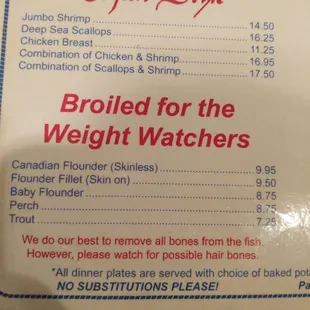 Jumbo Shrimp 14.50
Deep Sea Scallops 16.25
Chicken Breast 11.25
Combination of Chicken & Shrimp 16.95
Combination of Scallops & Shrimp 17.50
Broiled for the
Weight Watchers
Canadian Flounder (Skinless) 9.95
Flounder Fillet (Skin on) 9.50
Baby Flounder 8.75
Perch 8.75
Trout 7.25
We do our best to remove all bones from the fish.
However, please watch for possible hair bones.
*All dinner plates are served with choice of baked
NO SUBSTITUTIONS PLEASE!